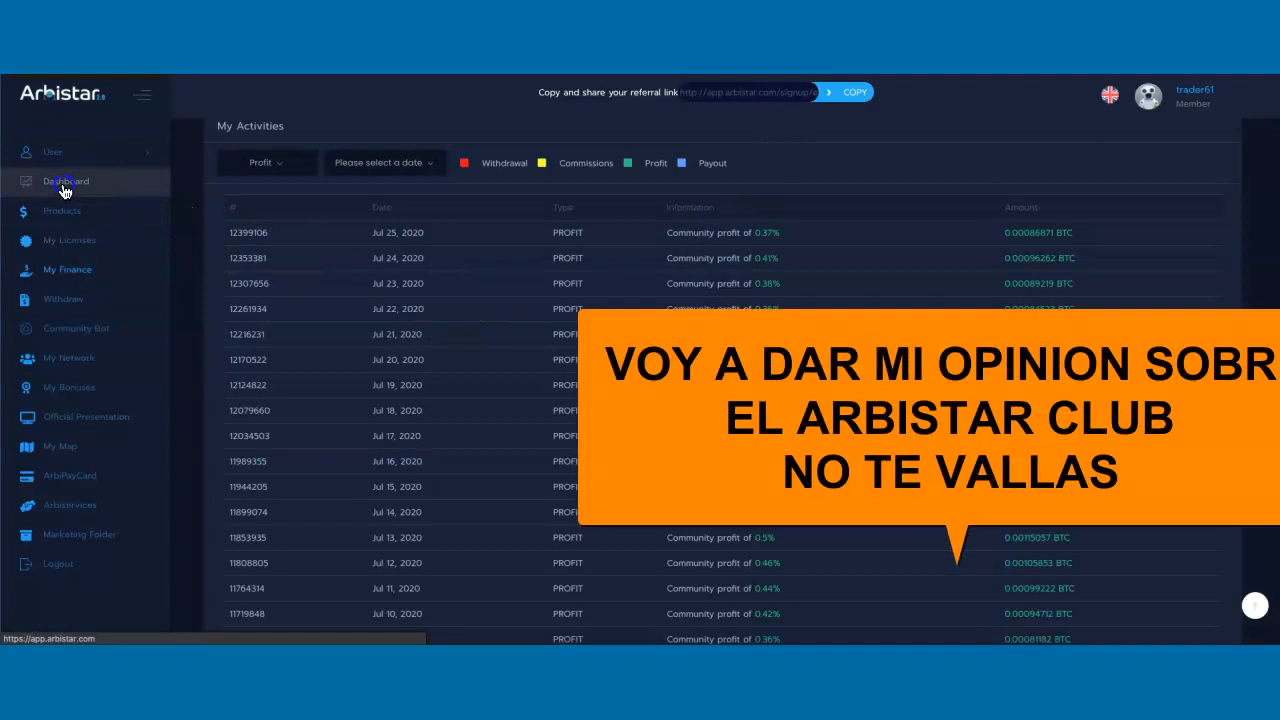 Arbistar2.0
Copy and share your referral link http://app.arbistar.com/signup/ COPY
trader61
Member
My Activities
User
Profit Please select a date Withdrawal Commissions Profit Payout
Dashboard
Products
My Licenses
My Finance
Withdraw
Community Bot
My Network
My Bonuses
Official Presentation
My Map
ArbiPayCard
Arbiservices
Marketing Folder
Logout
# Date Type Information Amount
12399106 Jul 25, 2020 PROFIT Community profit of 0.37% 0.00086871 BTC
12353381 Jul 24, 2020 PROFIT Community profit of 0.41% 0.00096262 BTC
12307656 Jul 23, 2020 PROFIT Community profit of 0.38% 0.00089219 BTC
12261934 Jul 22, 2020 PROFIT Community profit of
12216231 Jul 21, 2020
12170522 Jul 20, 2020
12124822 Jul 19, 2020
12079660 Jul 18, 2020
12034503 Jul 17, 2020
11989355 Jul 16, 2020
11944205 Jul 15, 2020
11899074 Jul 14, 2020
11853935 Jul 13, 2020 PROFIT Community profit of 0.5% 0.00115057 BTC
11808805 Jul 12, 2020 PROFIT Community profit of 0.46% 0.00105853 BTC
11764314 Jul 11, 2020 PROFIT Community profit of 0.44% 0.00099222 BTC
11719848 Jul 10, 2020 PROFIT Community profit of 0.42% 0.00094712 BTC
PROFIT Community profit of 0.36% 0.00081182 BTC
VOY A DAR MI OPINION SOBR
EL ARBISTAR CLUB
NO TE VALLAS
?
https://app.arbistar.com